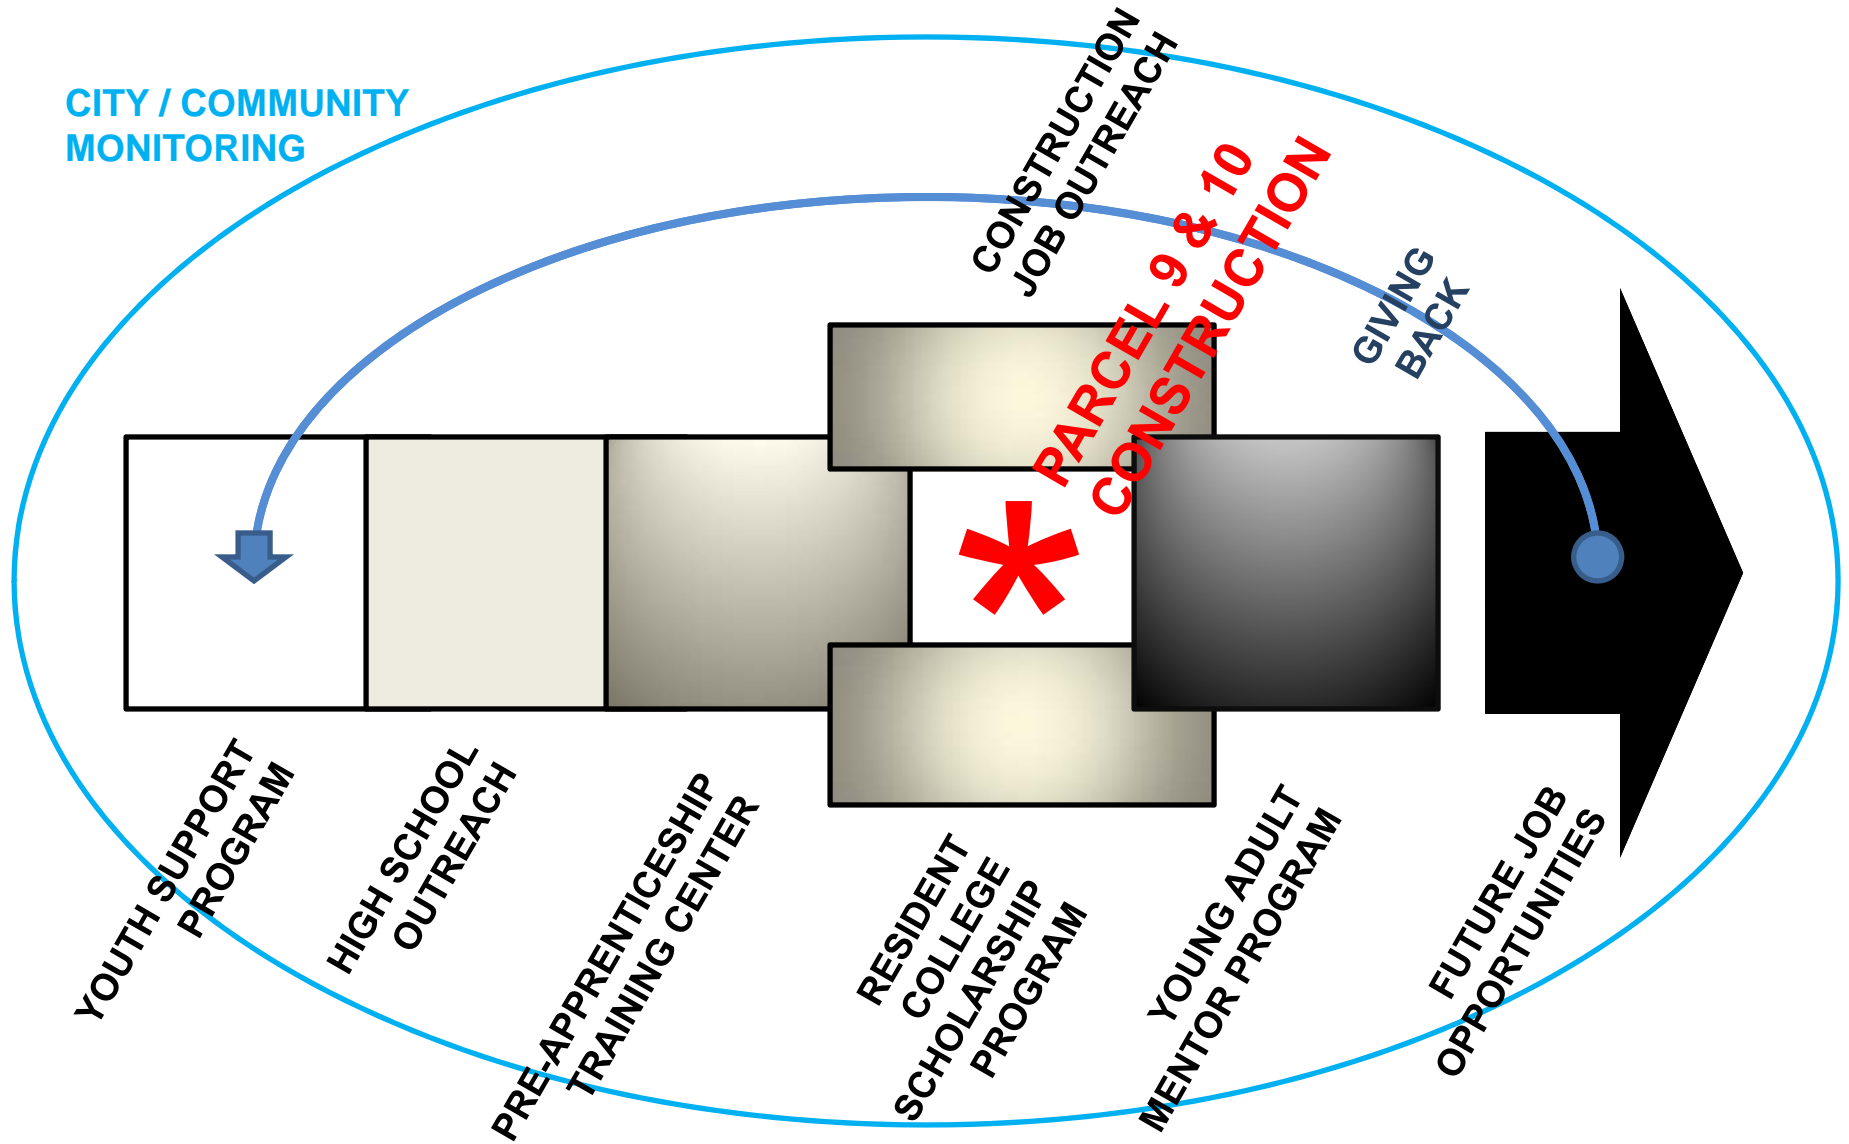 CITY / COMMUNITY
MONITORING
CONSTRUCTION
JOB OUTREACH
PARCEL 9 & 10
CONSTRUCTION
GIVING
BACK
*
YOUTH SUPPORT
PROGRAM
HIGH SCHOOL
OUTREACH
PRE-APPRENTICESHIP
TRAINING CENTER
RESIDENT
COLLEGE
SCHOLARSHIP
PROGRAM
YOUNG ADULT
MENTOR PROGRAM
FUTURE JOB
OPPORTUNITIES